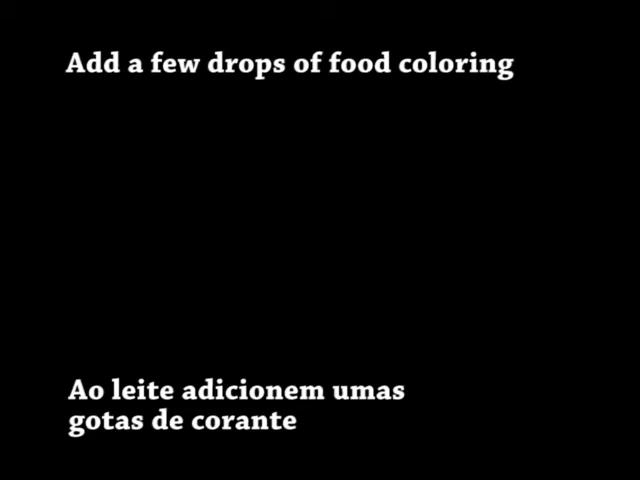 Add a few drops of food coloring
Ao leite adicionem umas
gotas de corante